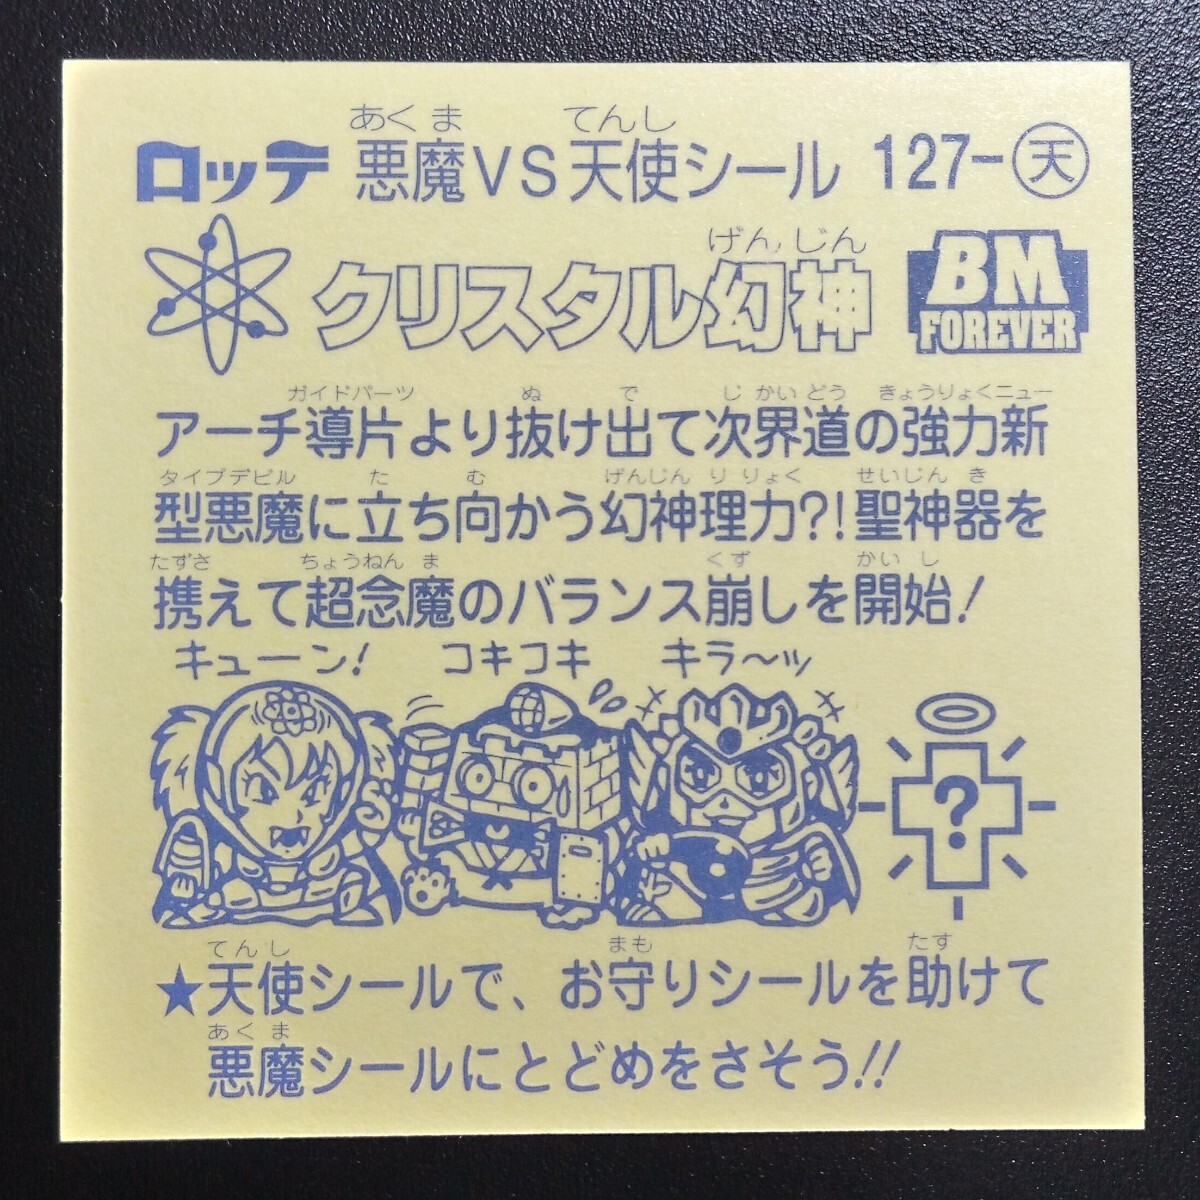 あくま てんし
ロッテ 悪魔VS天使シール 127-天
げんじん
クリスタル幻神 BM FOREVER
ガイドパーツ ぬ で じかいどう きょうりょくニュー
アーチ導片より抜け出て次界道の強力新
タイプデビル た む げんじんりりょく せいじんき
型悪魔に立ち向かう幻神理力?!聖神器を
たずさ ちょうねんま くず かいし
携えて超念魔のバランス崩しを開始!
キューン! コキコキ キラ〜ッ
?
てんし まも たす
★天使シールで、お守りシールを助けて
あくま
悪魔シールにとどめをさそう!!